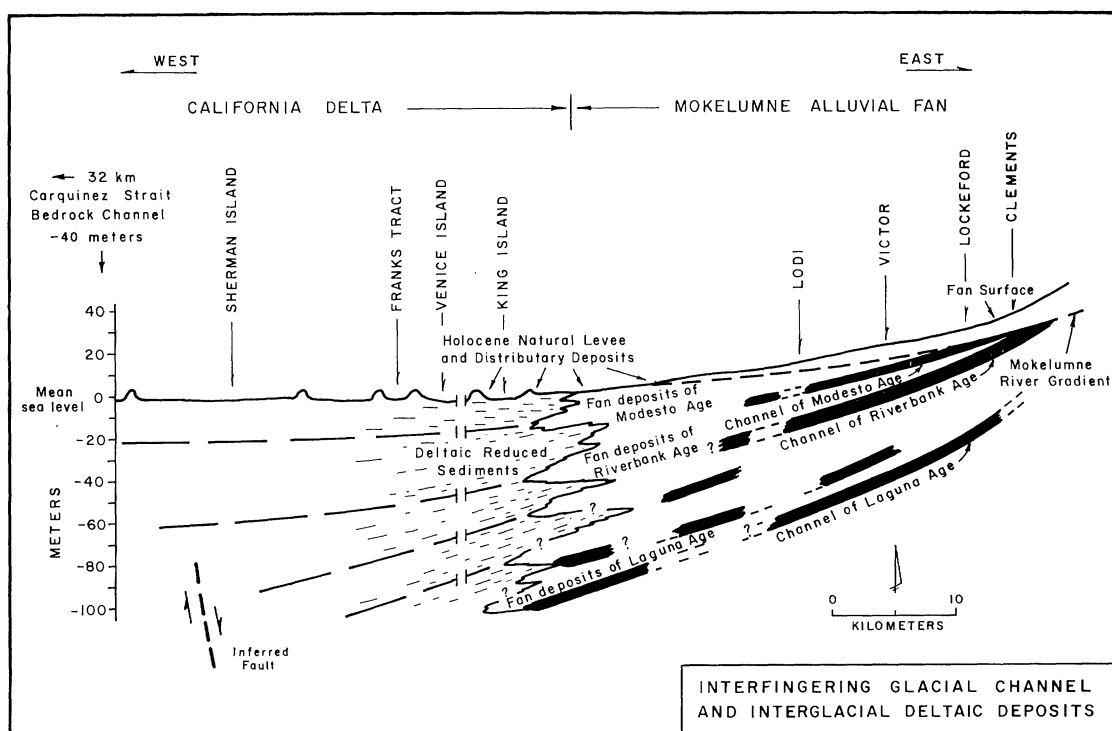 WEST
EAST
CALIFORNIA DELTA
MOKELUMNE ALLUVIAL FAN
32 km
Carquinez Strait
Bedrock Channel
-40 meters
SHERMAN ISLAND
FRANKS TRACT
VENICE ISLAND
KING ISLAND
LODI
VICTOR
LOCKEFORD
CLEMENTS
Fan Surface
Holocene Natural Levee
and Distributary Deposits
Mokelumne
River Gradient
40
20
Mean
sea level
0
-20
-40
-60
-80
-100
METERS
Fan deposits of
Modesto Age
Channel of Modesto Age
Channel of Riverbank Age
Fan deposits of
Riverbank Age
?
Deltaic Reduced
Sediments
?
?
?
?
?
?
Channel of Laguna Age
Fan deposits of Laguna Age
Inferred
Fault
0
10
KILOMETERS
INTERFINGERING GLACIAL CHANNEL
AND INTERGLACIAL DELTAIC DEPOSITS